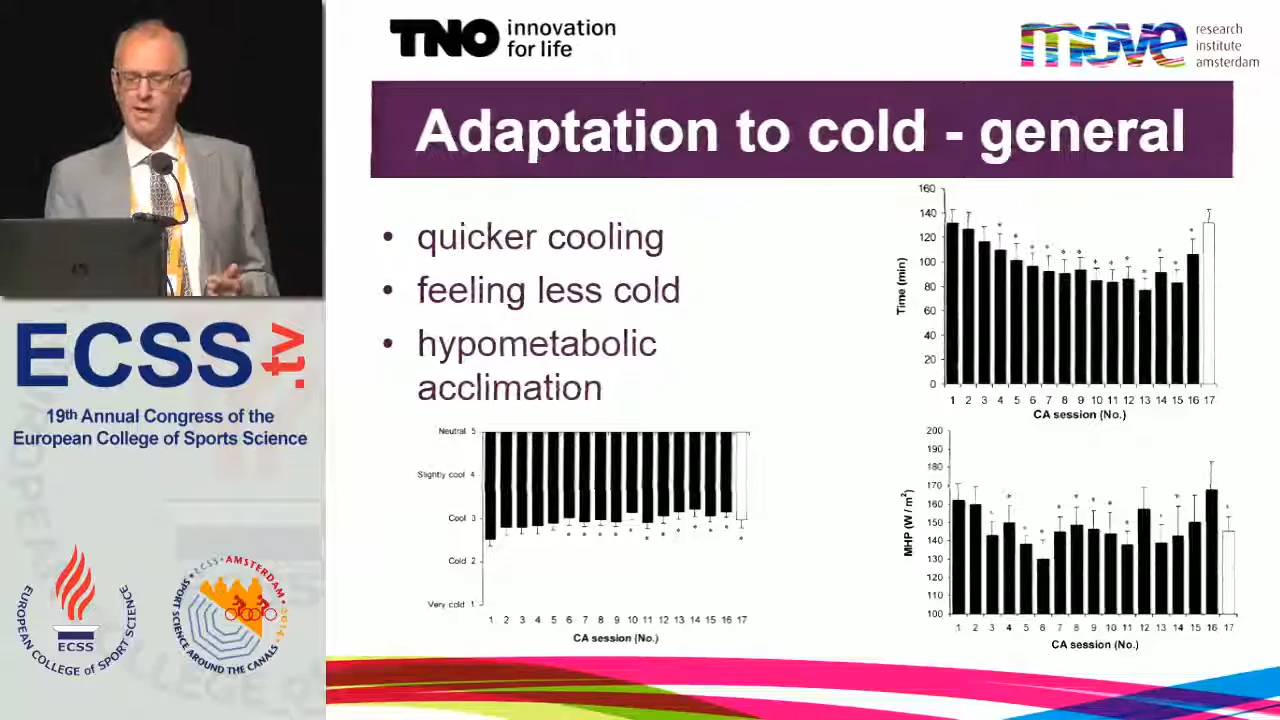 TNO innovation
for life
move research
institute
amsterdam
Adaptation to cold - general
• quicker cooling
• feeling less cold
• hypometabolic
acclimation
160
140
120
100
80
60
40
20
0
Time (min)
1 2 3 4 5 6 7 8 9 10 11 12 13 14 15 16 17
CA session (No.)
Neutral 5
Slightly cool 4
Cool 3
Cold 2
Very cold 1
1 2 3 4 5 6 7 8 9 10 11 12 13 14 15 16 17
CA session (No.)
200
190
180
170
160
150
140
130
120
110
100
MHP (W / m²)
1 2 3 4 5 6 7 8 9 10 11 12 13 14 15 16 17
CA session (No.)
ECSS.tv
19th Annual Congress of the
European College of Sports Science
EUROPEAN COLLEGE OF SPORT SCIENCE
ECSS
ECSS AMSTERDAM 2014
SPORT SCIENCE AROUND THE CANALS